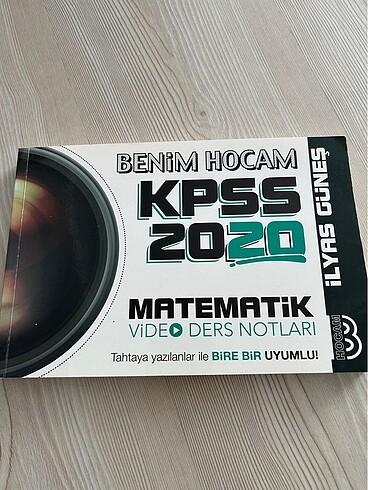 BENİM HOCAM
KPSS
2020
MATEMATİK
VİDEO DERS NOTLARI
Tahtaya yazılanlar ile BİRE BİR UYUMLU!
İLYAS GÜNEŞ
HOCAM